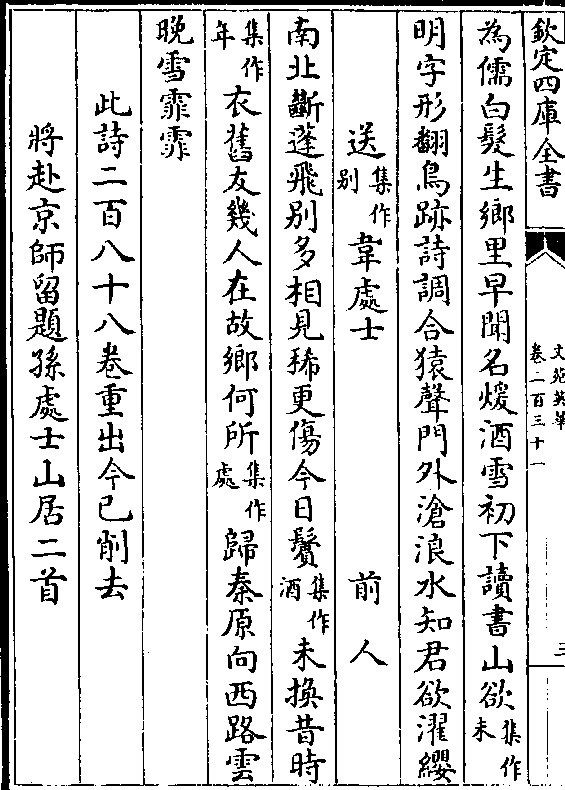 欽定四庫全書
文苑英華
卷二百三十一
三
為儒白髮生鄉里早聞名煖酒雪初下讀書山欲集作未
明字形翻鳥跡詩調合猿聲門外滄浪水知君欲濯纓
送集作别韋處士 前人
南北斷蓬飛别多相見稀更傷今日鬢集作酒未換昔時
集作年衣舊友幾人在故鄉何所集作處歸秦原向西路雲
晚雪霏霏
此詩二百八十八卷重出今已削去
將赴京師留題孫處士山居二首